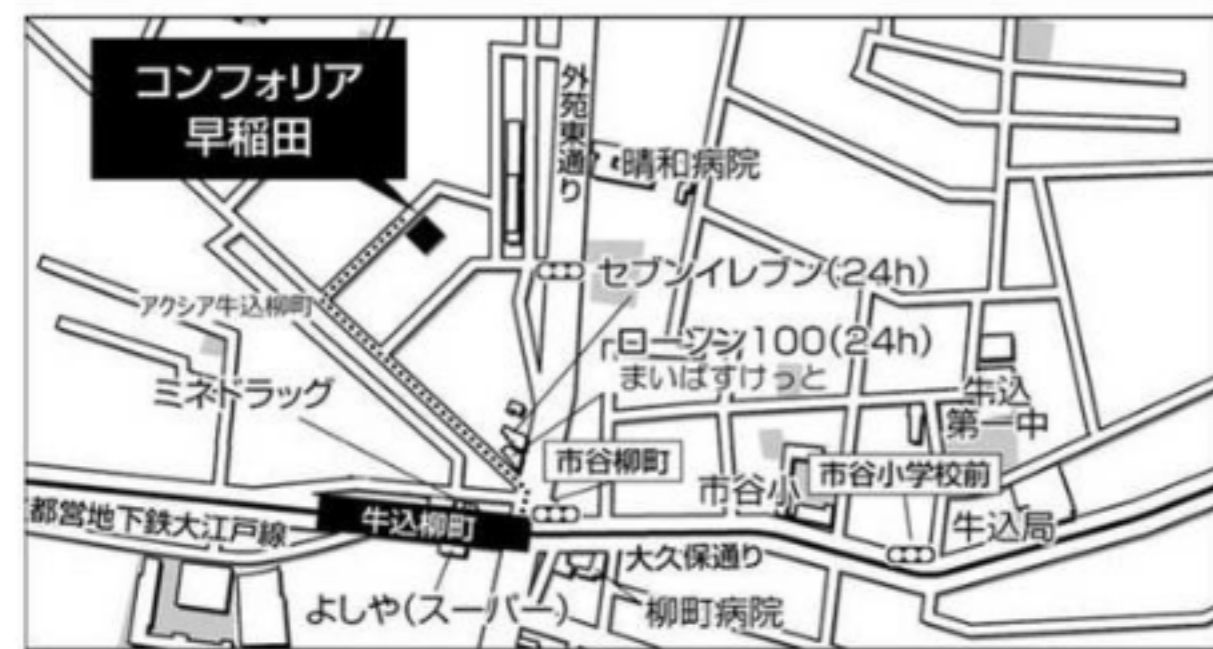 コンフォリア
早稲田
外苑東通り
晴和病院
セブンイレブン(24h)
アクシア牛込柳町
ローソン100(24h)
まいばすけっと
ミネドラッグ
牛込
第一中
市谷柳町
市谷小
市谷小学校前
都営地下鉄大江戸線
牛込柳町
牛込局
大久保通り
よしや(スーパー)
柳町病院